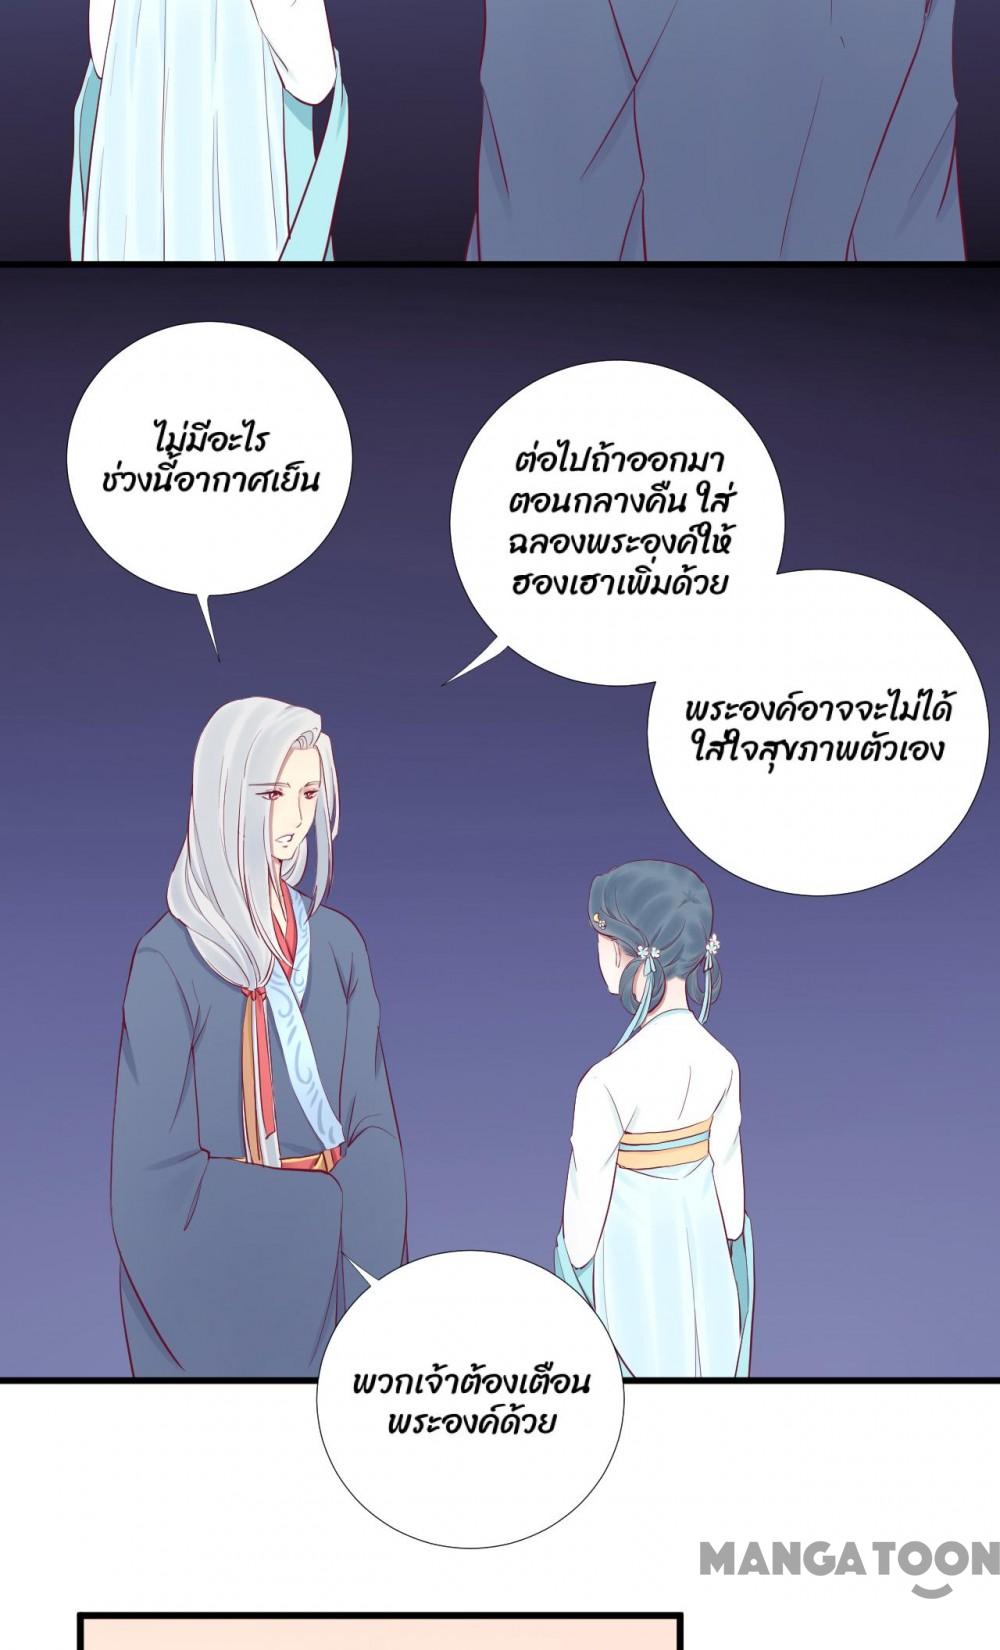 ไม่มีอะไร
ช่วงนี้อากาศเย็น
ต่อไปถ้าออกมา
ตอนกลางคืน ใส่
ฉลองพระองค์ให้
ฮองเฮาเพิ่มด้วย
พระองค์อาจจะไม่ได้
ใส่ใจสุขภาพตัวเอง
พวกเจ้าต้องเตือน
พระองค์ด้วย
MANGATOON